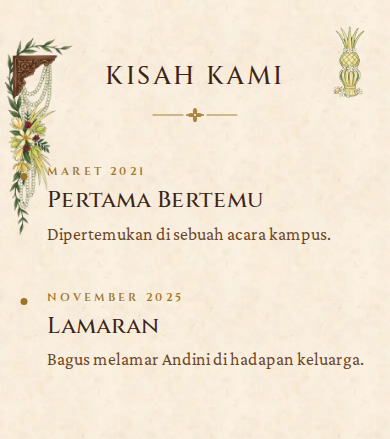 KISAH KAMI
MARET 2021
PERTAMA BERTEMU
Dipertemukan di sebuah acara kampus.
NOVEMBER 2025
LAMARAN
Bagus melamar Andini di hadapan keluarga.